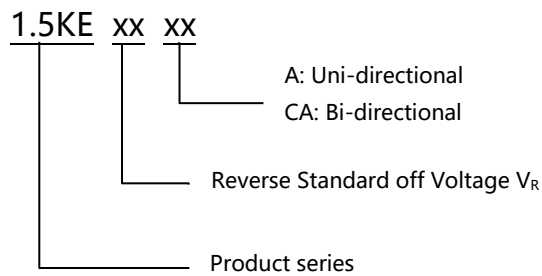 1.5KE xx xx
A: Uni-directional
CA: Bi-directional
Reverse Standard off Voltage VR
Product series